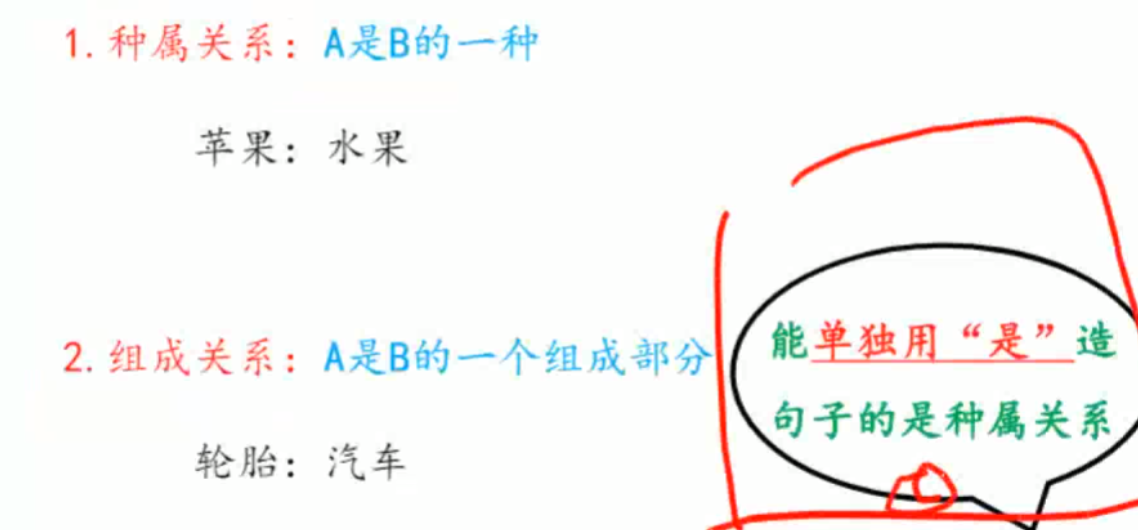 1. 种属关系：A是B的一种
苹果：水果
2. 组成关系：A是B的一个组成部分
轮胎：汽车
能单独用“是”造
句子的是种属关系